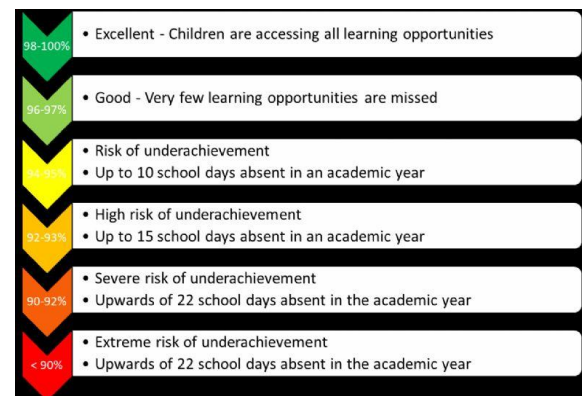 98-100%
• Excellent - Children are accessing all learning opportunities
96-97%
• Good - Very few learning opportunities are missed
94-95%
• Risk of underachievement
• Up to 10 school days absent in an academic year
92-93%
• High risk of underachievement
• Up to 15 school days absent in an academic year
90-92%
• Severe risk of underachievement
• Upwards of 22 school days absent in the academic year
< 90%
• Extreme risk of underachievement
• Upwards of 22 school days absent in the academic year